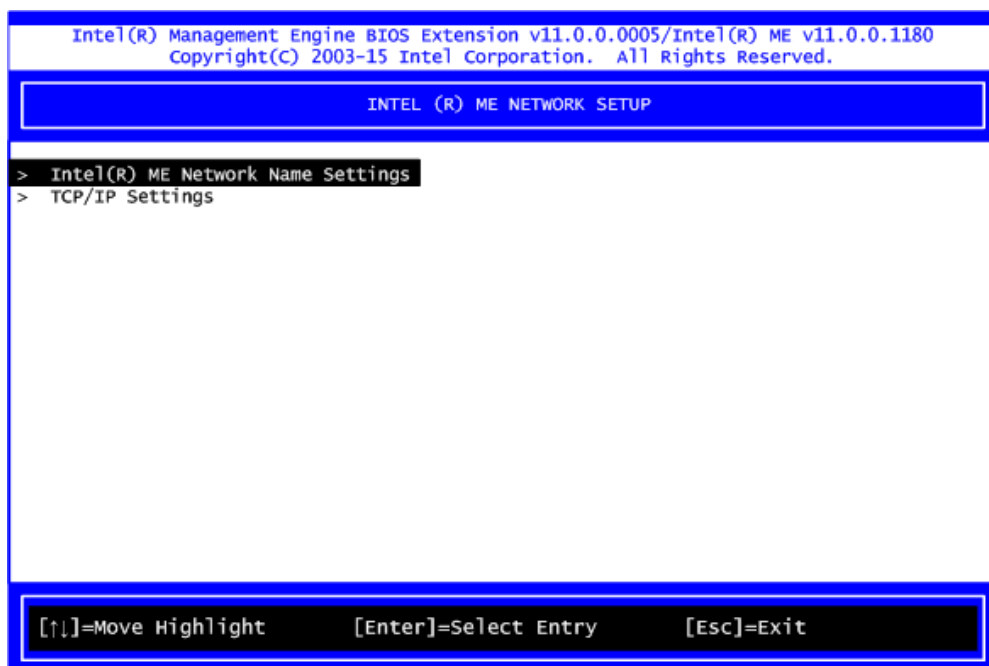 Intel(R) Management Engine BIOS Extension v11.0.0.0005/Intel(R) ME v11.0.0.1180
Copyright(C) 2003-15 Intel Corporation. All Rights Reserved.
INTEL (R) ME NETWORK SETUP
> Intel(R) ME Network Name Settings
> TCP/IP Settings
[↑↓]=Move Highlight [Enter]=Select Entry [Esc]=Exit